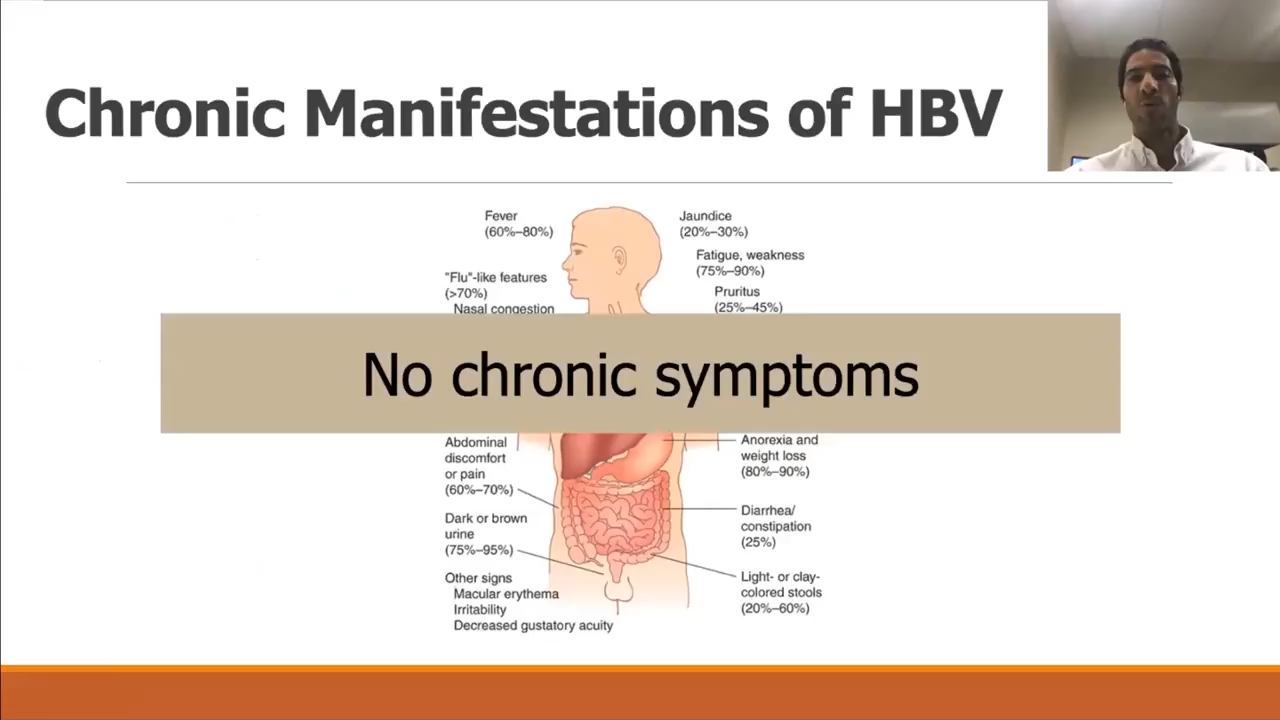 Chronic Manifestations of HBV
Fever
(60%–80%)
Jaundice
(20%–30%)
Fatigue, weakness
(75%–90%)
"Flu"-like features
(>70%)
Nasal congestion
Pruritus
(25%–45%)
No chronic symptoms
Abdominal
discomfort
or pain
(60%–70%)
Anorexia and
weight loss
(80%–90%)
Dark or brown
urine
(75%–95%)
Diarrhea/
constipation
(25%)
Other signs
Macular erythema
Irritability
Decreased gustatory acuity
Light- or clay-
colored stools
(20%–60%)